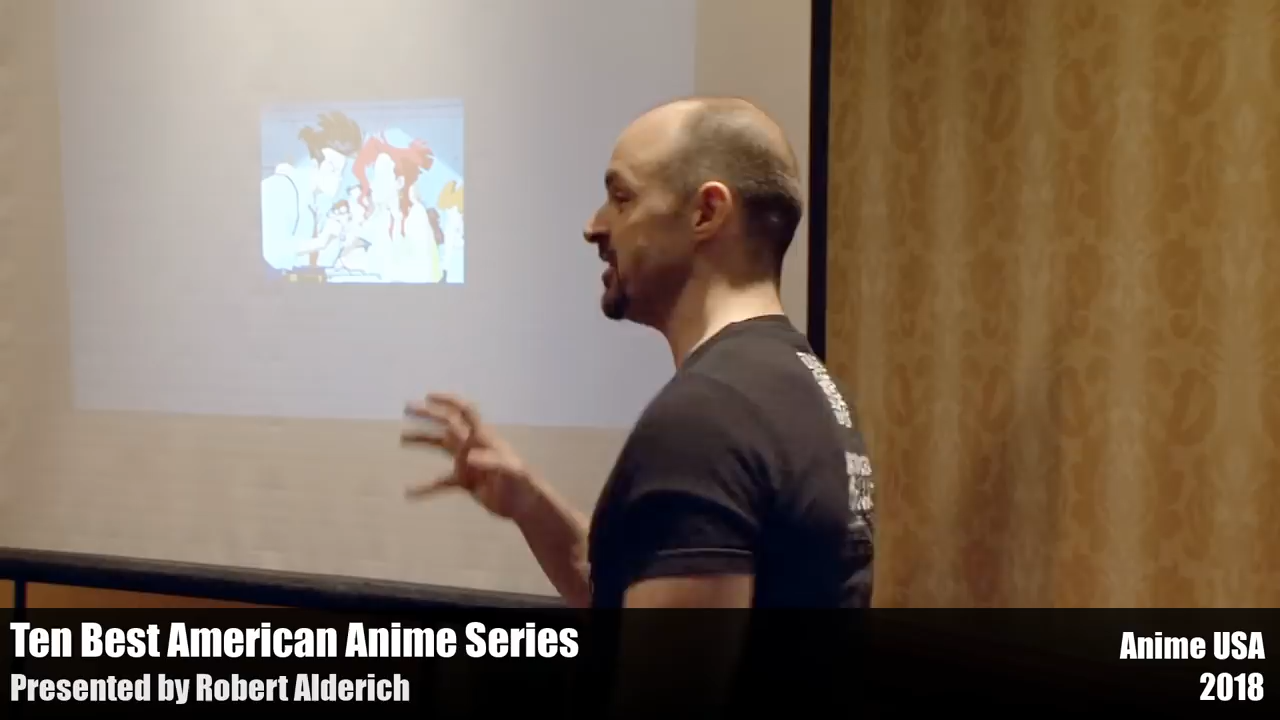 Ten Best American Anime Series
Presented by Robert Alderich
Anime USA
2018